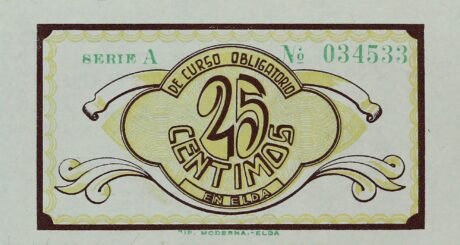 SERIE A Nº 034533
DE CURSO OBLIGATORIO
25
CENTIMOS
EN ELDA
TIP. MODERNA.-ELDA